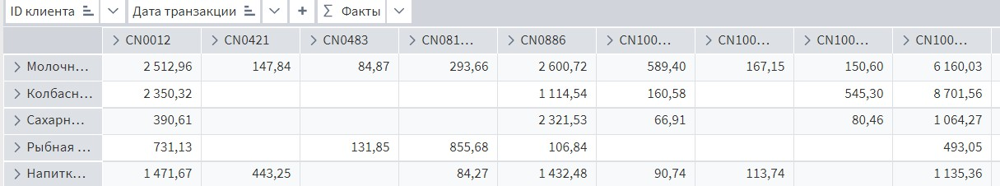 ID клиента Дата транзакции + Σ Факты
CN0012 CN0421 CN0483 CN081... CN0886 CN100... CN100... CN100... CN100...
Молочн... 2 512,96 147,84 84,87 293,66 2 600,72 589,40 167,15 150,60 6 160,03
Колбасн... 2 350,32 1 114,54 160,58 545,30 8 701,56
Сахарн... 390,61 2 321,53 66,91 80,46 1 064,27
Рыбная ... 731,13 131,85 855,68 106,84 493,05
Напитк... 1 471,67 443,25 84,27 1 432,48 90,74 113,74 1 135,36